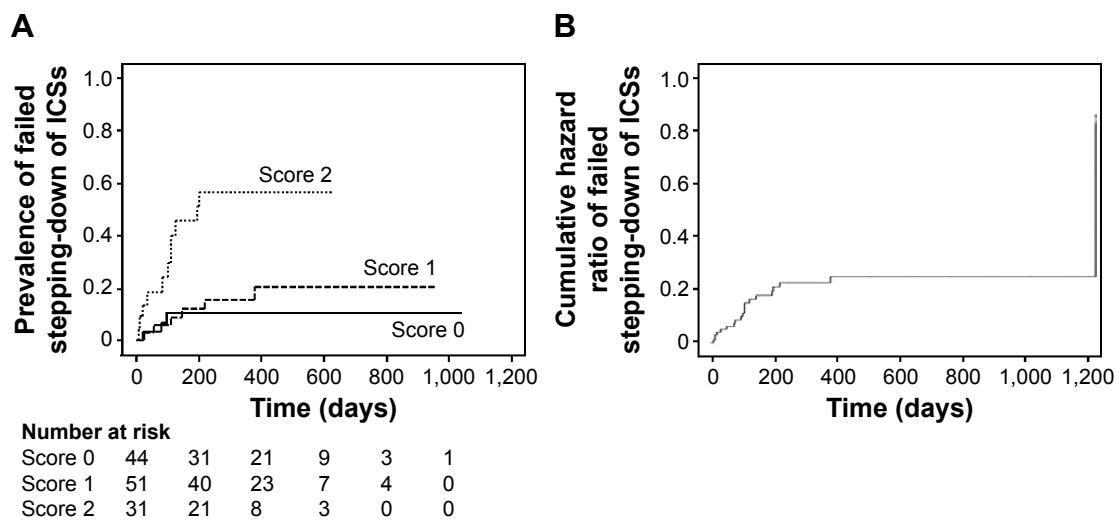 A
Prevalence of failed
stepping-down of ICSs
1.0
0.8
0.6
0.4
0.2
0
Score 2
Score 1
Score 0
0 200 400 600 800 1,000 1,200
Time (days)
Number at risk
Score 0 44 31 21 9 3 1
Score 1 51 40 23 7 4 0
Score 2 31 21 8 3 0 0
B
Cumulative hazard
ratio of failed
stepping-down of ICSs
1.0
0.8
0.6
0.4
0.2
0
0 200 400 600 800 1,000 1,200
Time (days)